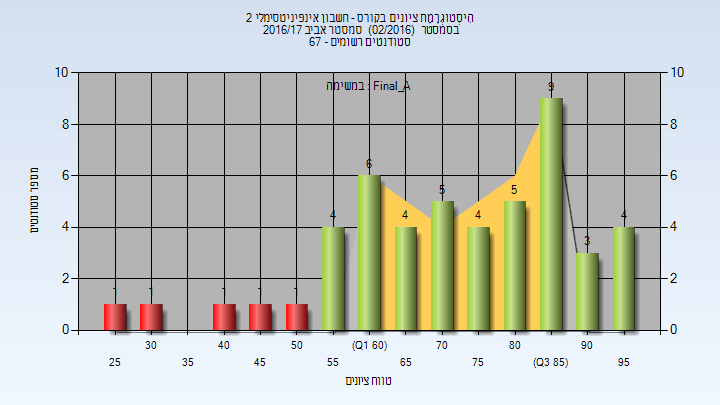 היסטוגרמת ציונים בקורס - חשבון אינפיניטסימלי 2
בסמסטר (02/2016) סמסטר אביב 2016/17
סטודנטים רשומים - 67
במשימה : Final_A
מספר סטודנטים
10 10
8 8
6 6
4 4
2 2
0 0
1 1 1 1 1 4 6 4 5 4 5 9 3 4
30 40 50 (Q1 60) 70 80 90
25 35 45 55 65 75 (Q3 85) 95
טווח ציונים